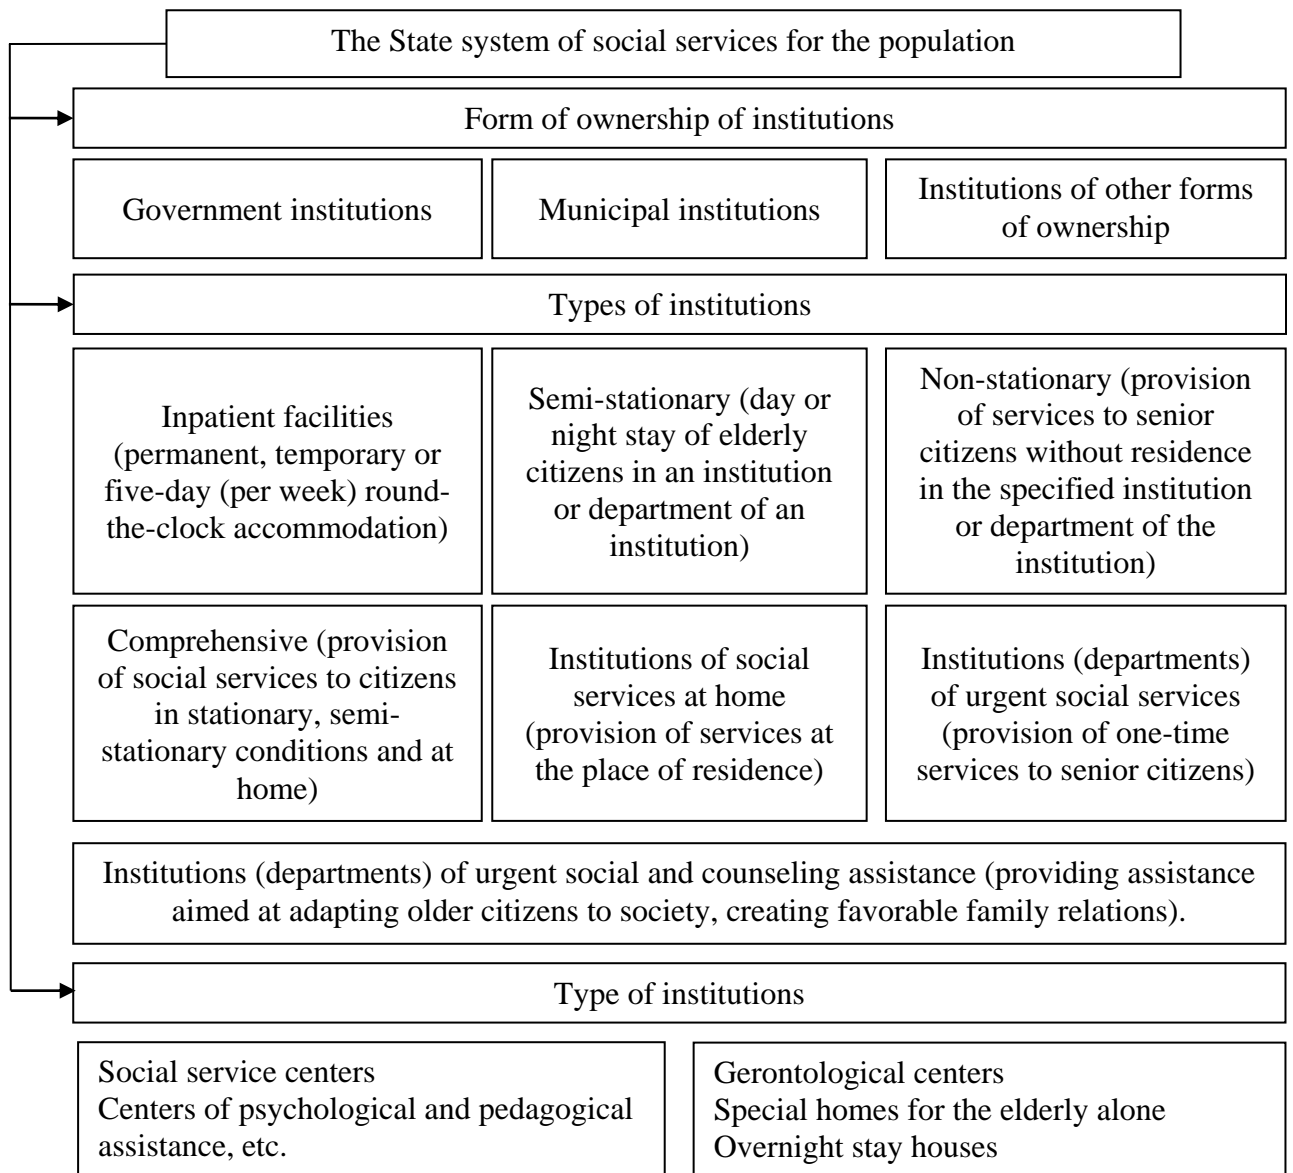 The State system of social services for the population
Form of ownership of institutions
Government institutions
Municipal institutions
Institutions of other forms
of ownership
Types of institutions
Inpatient facilities
(permanent, temporary or
five-day (per week) round-
the-clock accommodation)
Semi-stationary (day or
night stay of elderly
citizens in an institution
or department of an
institution)
Non-stationary (provision
of services to senior
citizens without residence
in the specified institution
or department of the
institution)
Comprehensive (provision
of social services to citizens
in stationary, semi-
stationary conditions and at
home)
Institutions of social
services at home
(provision of services at
the place of residence)
Institutions (departments)
of urgent social services
(provision of one-time
services to senior citizens)
Institutions (departments) of urgent social and counseling assistance (providing assistance
aimed at adapting older citizens to society, creating favorable family relations).
Type of institutions
Social service centers
Centers of psychological and pedagogical
assistance, etc.
Gerontological centers
Special homes for the elderly alone
Overnight stay houses